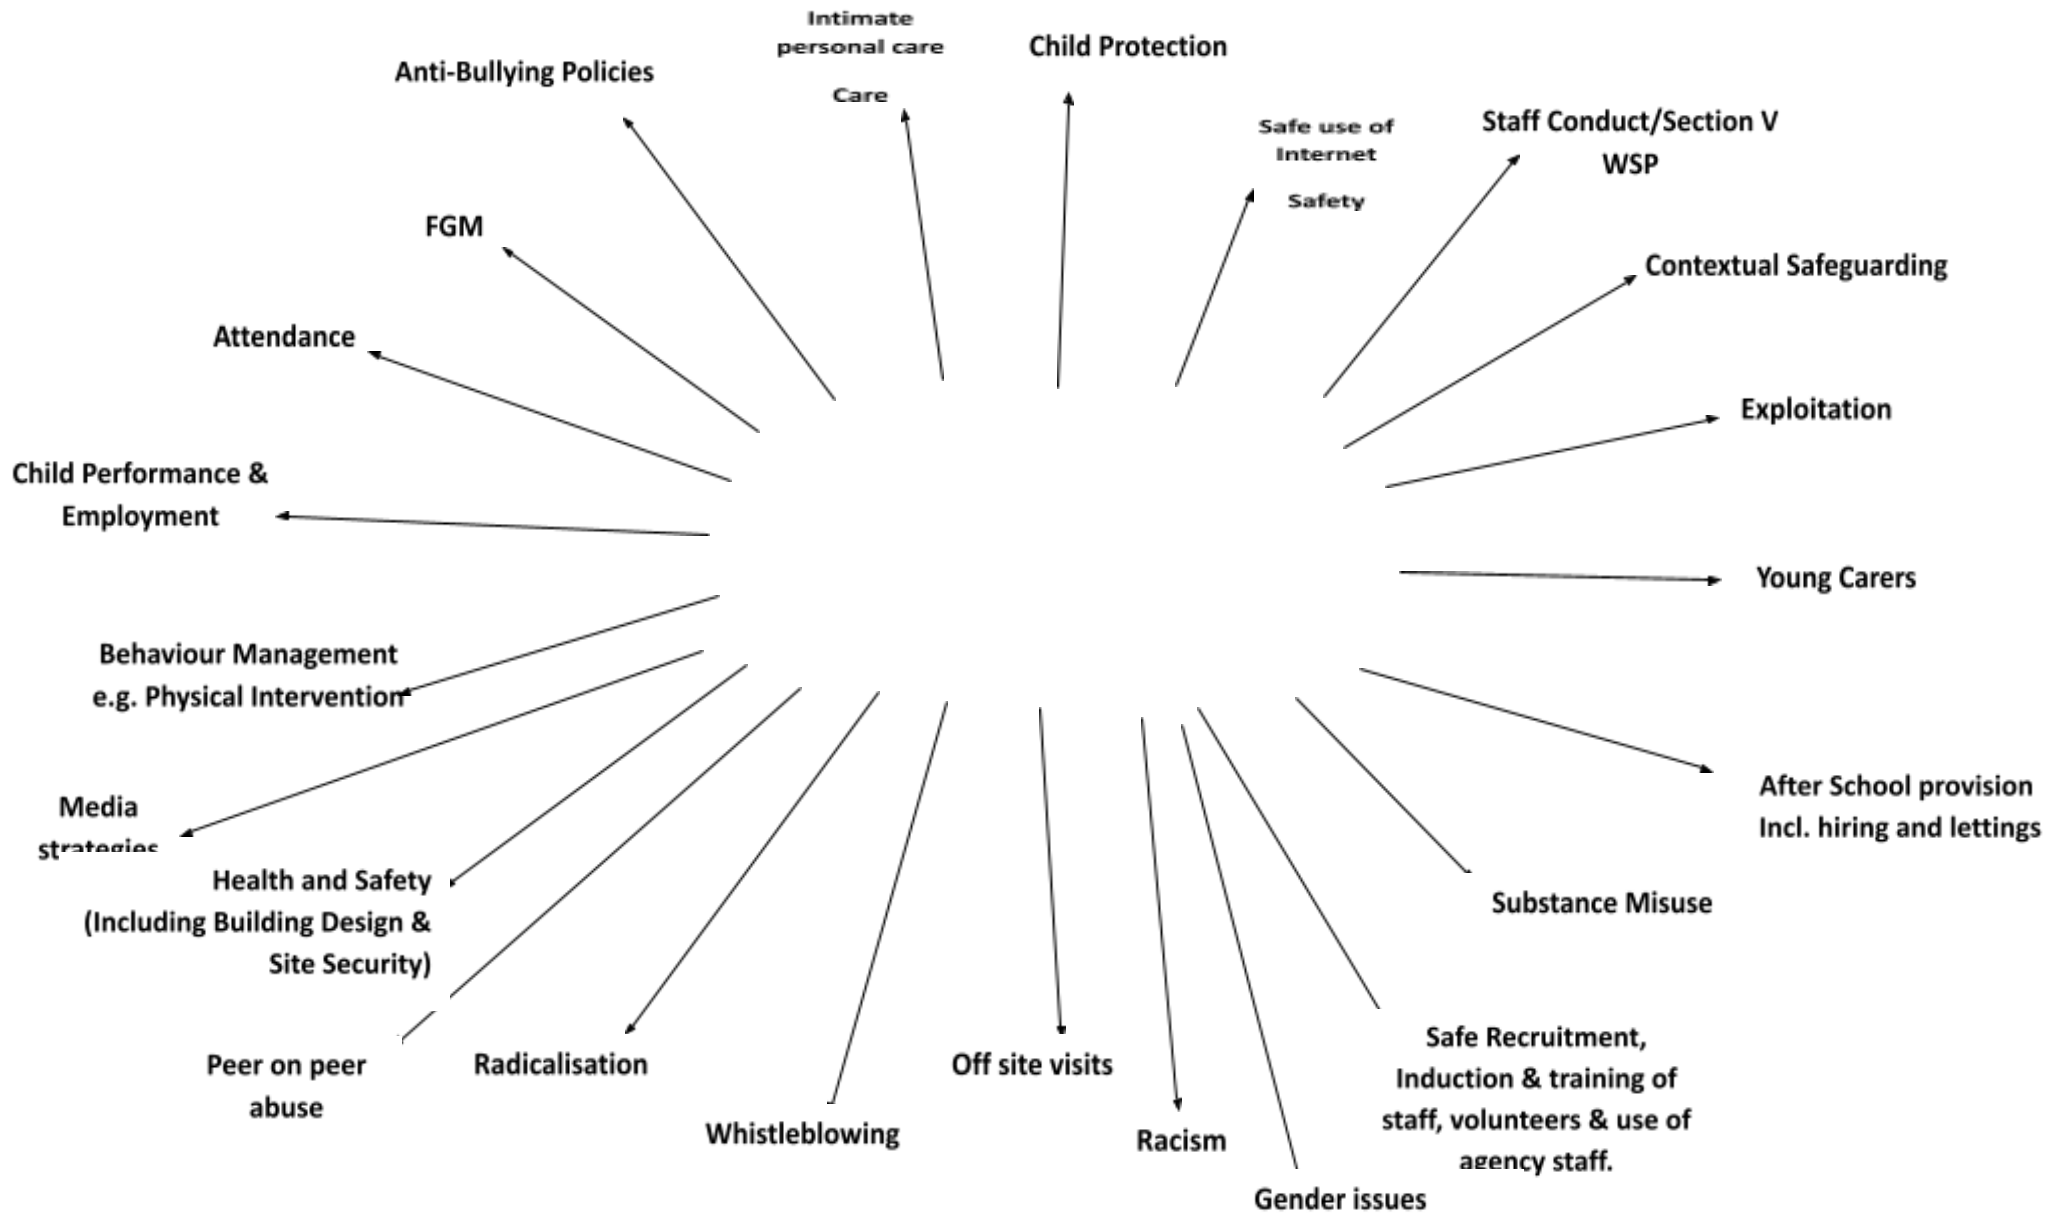 Intimate
personal care
Care
Child Protection
Anti-Bullying Policies
Safe use of
Internet
Safety
Staff Conduct/Section V
WSP
FGM
Contextual Safeguarding
Attendance
Exploitation
Child Performance &
Employment
Young Carers
Behaviour Management
e.g. Physical Intervention
After School provision
Incl. hiring and lettings
Media
strategies
Health and Safety
(Including Building Design &
Site Security)
Substance Misuse
Peer on peer
abuse
Radicalisation
Whistleblowing
Off site visits
Racism
Safe Recruitment,
Induction & training of
staff, volunteers & use of
agency staff.
Gender issues